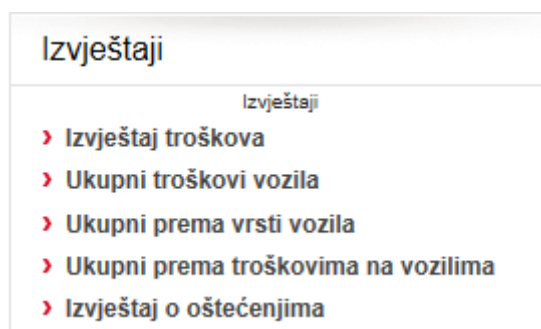 Izvještaji
Izvještaji
Izvještaj troškova
Ukupni troškovi vozila
Ukupni prema vrsti vozila
Ukupni prema troškovima na vozilima
Izvještaj o oštećenjima